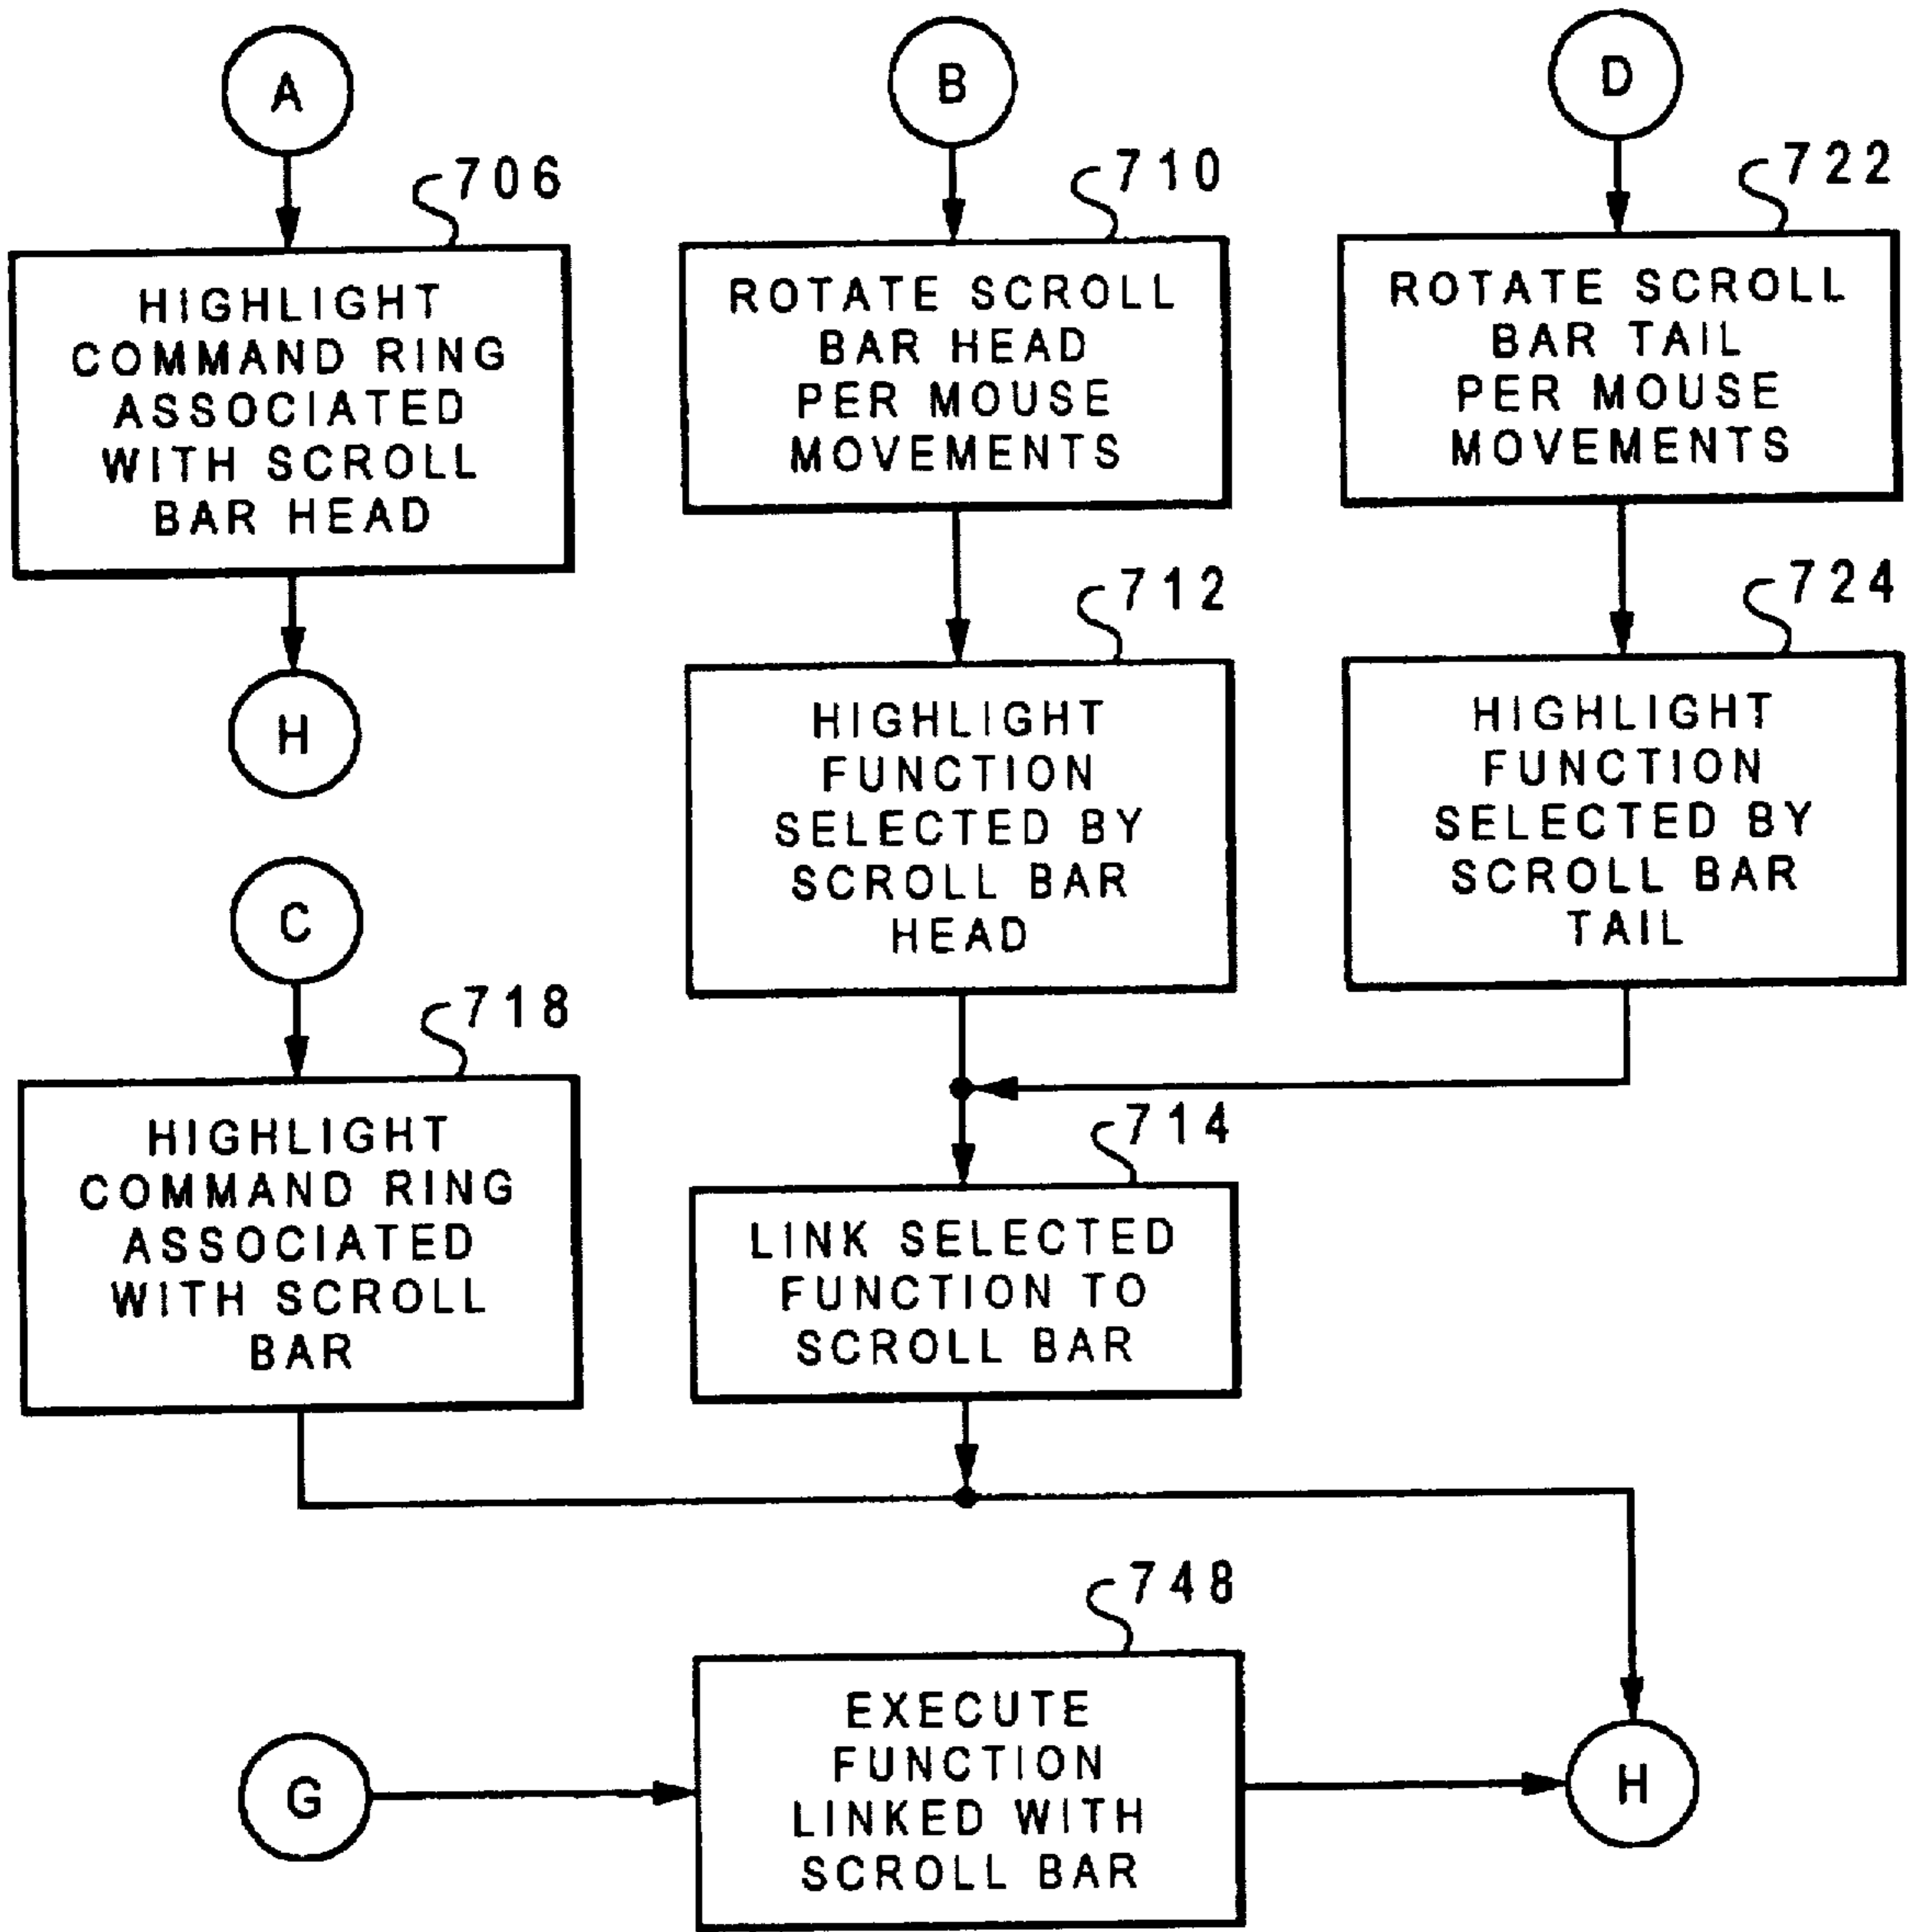 A
706
HIGHLIGHT
COMMAND RING
ASSOCIATED
WITH SCROLL
BAR HEAD
H
B
710
ROTATE SCROLL
BAR HEAD
PER MOUSE
MOVEMENTS
712
HIGHLIGHT
FUNCTION
SELECTED BY
SCROLL BAR
HEAD
D
722
ROTATE SCROLL
BAR TAIL
PER MOUSE
MOVEMENTS
724
HIGHLIGHT
FUNCTION
SELECTED BY
SCROLL BAR
TAIL
C
718
HIGHLIGHT
COMMAND RING
ASSOCIATED
WITH SCROLL
BAR
714
LINK SELECTED
FUNCTION TO
SCROLL BAR
G
748
EXECUTE
FUNCTION
LINKED WITH
SCROLL BAR
H